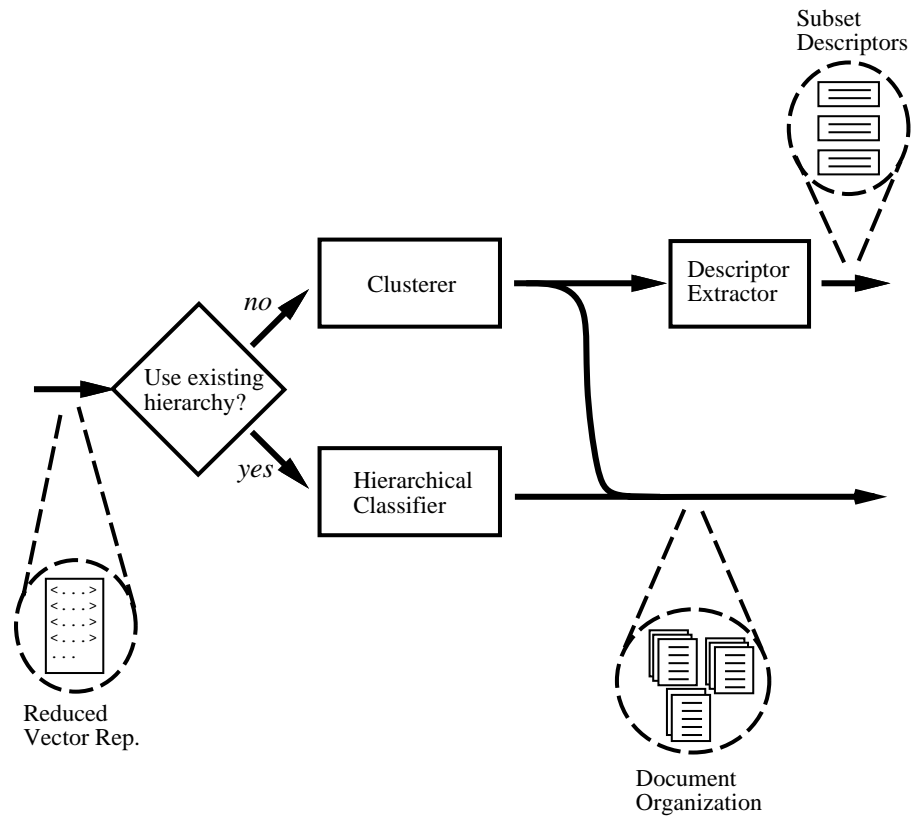 Subset
Descriptors
Clusterer
Descriptor
Extractor
no
Use existing
hierarchy?
yes
Hierarchical
Classifier
<...>
<...>
<...>
<...>
...
Reduced
Vector Rep.
Document
Organization